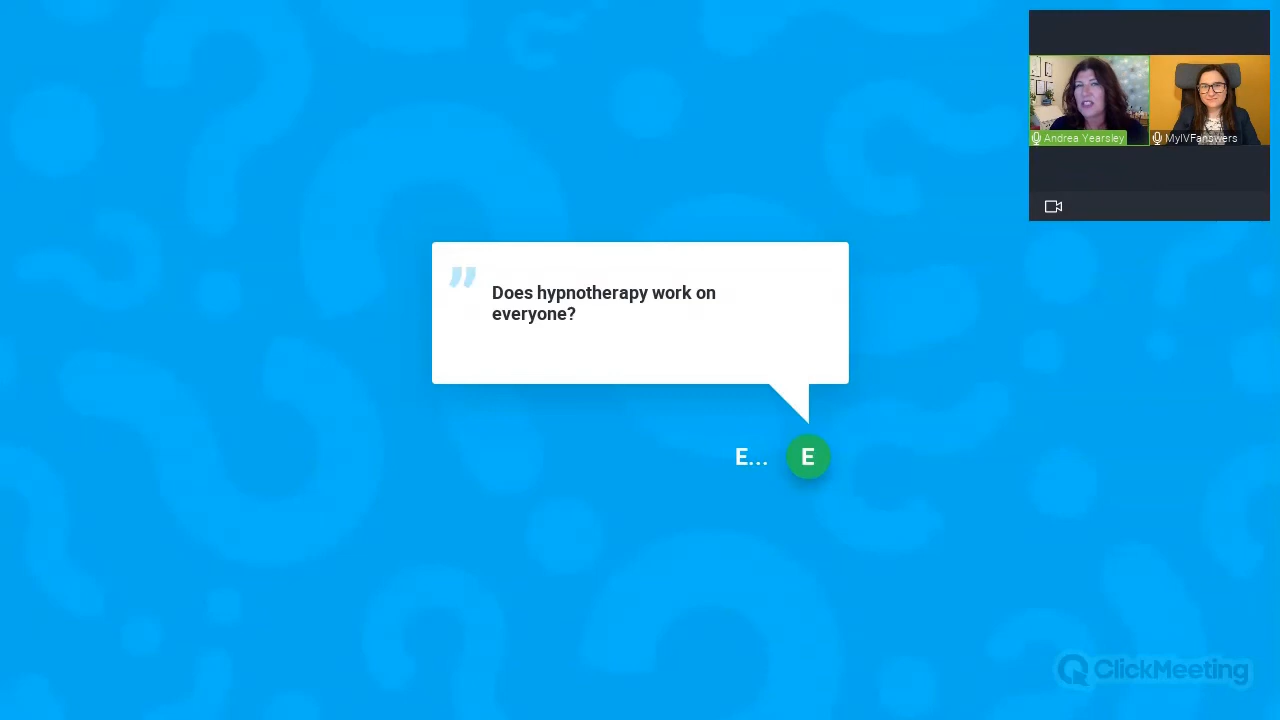 Andrea Yearsley
MyIVFanswers
”
Does hypnotherapy work on
everyone?
E...
E
ClickMeeting